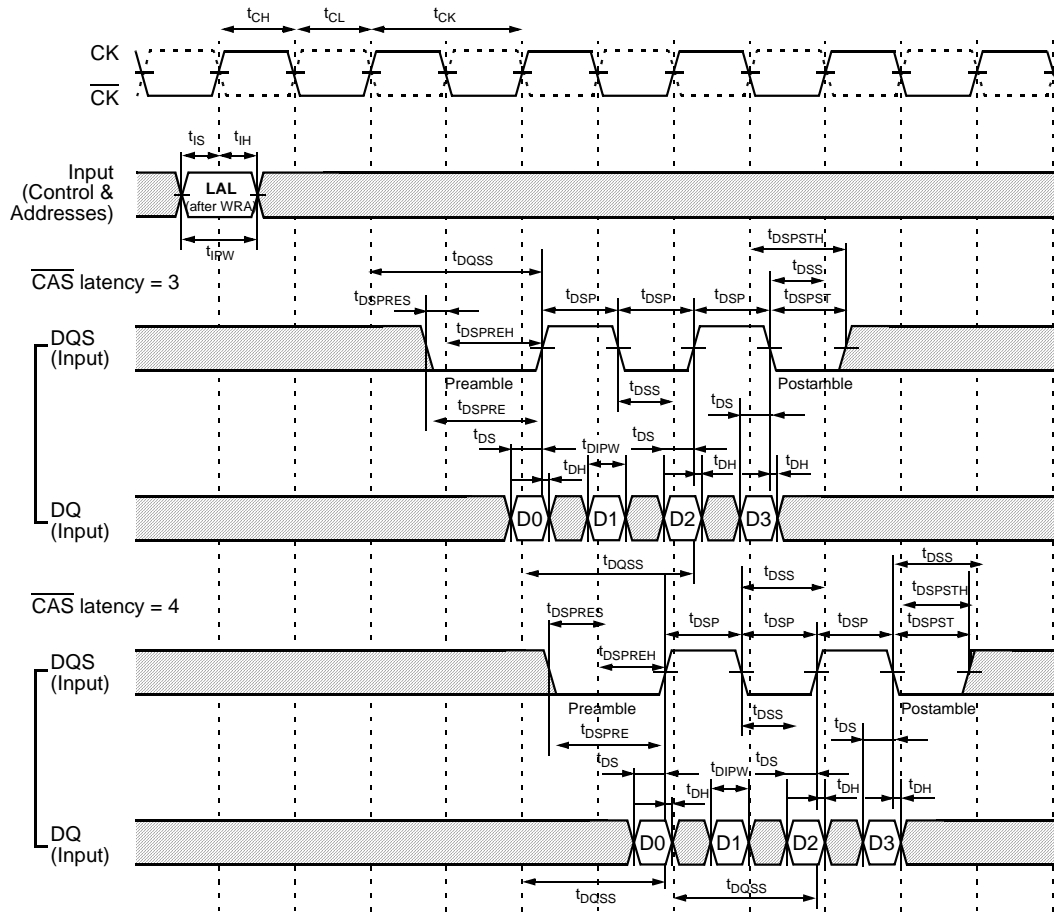 tCH tCL tCK
CK
CK
tIS tIH
Input
(Control &
Addresses)
LAL
(after WRA)
tIPW
CAS latency = 3
tDQSS
tDSPSTH
tDSS
tDSPRES
tDSP tDSP tDSP tDSPST
tDSPREH
DQS
(Input)
Preamble
Postamble
tDSS
tDSPRE
tDS
tDS tDIPW tDS
tDH tDH tDH
DQ
(Input)
D0 D1 D2 D3
tDQSS
tDSS
tDSS
CAS latency = 4
tDSPRES
tDSPSTH
tDSP tDSP tDSP tDSPST
tDSPREH
DQS
(Input)
Preamble
Postamble
tDSS
tDSPRE
tDS
tDS tDIPW tDS
tDH tDH tDH
DQ
(Input)
D0 D1 D2 D3
tDQSS tDQSS